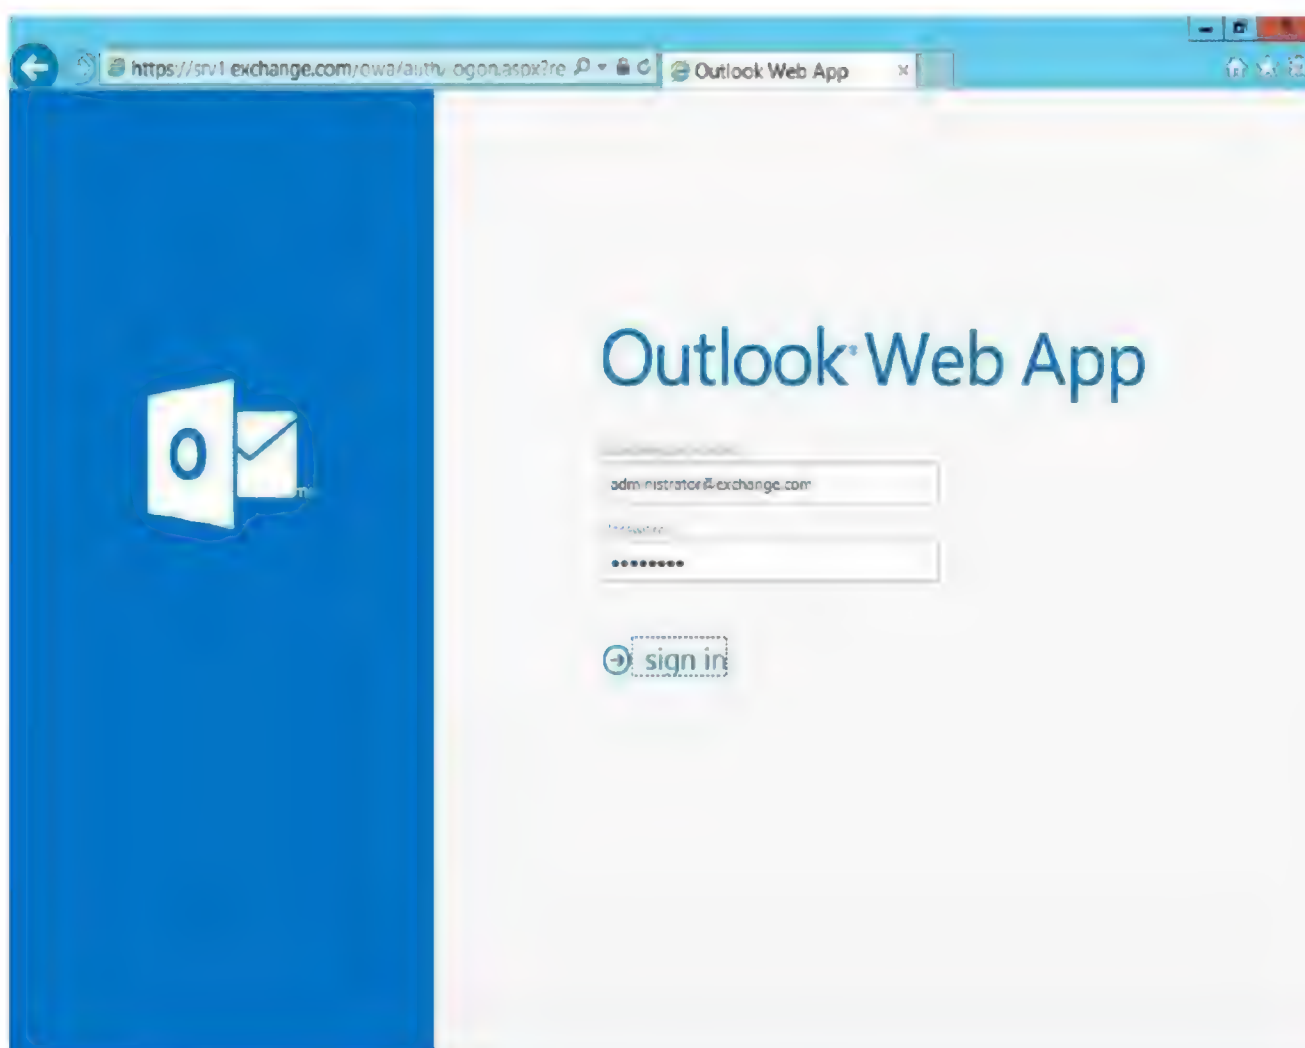 https://srv1.exchange.com/owa/auth/logon.aspx?re
Outlook Web App
Outlook Web App
administrator@exchange.com
sign in